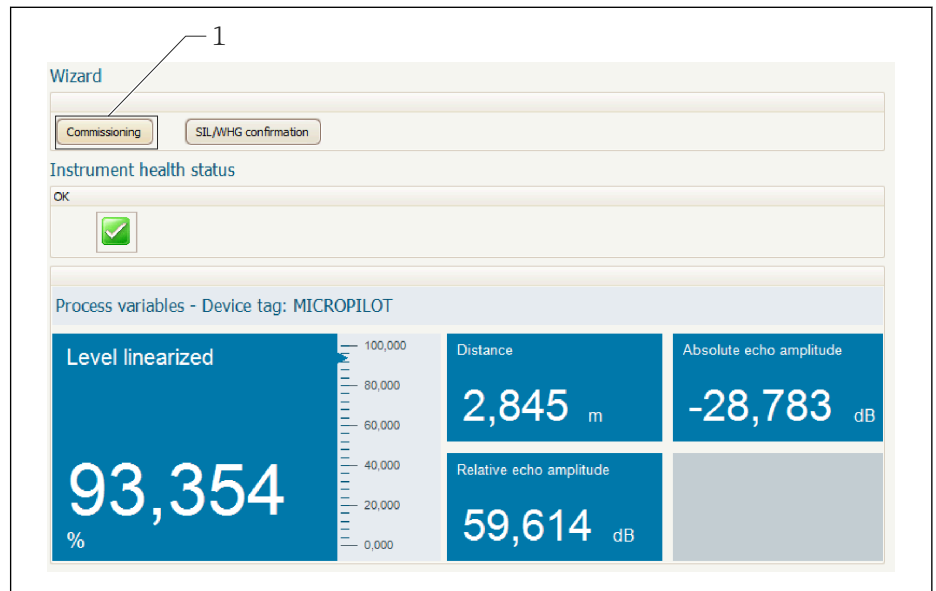 1
Wizard
Commissioning
SIL/WHG confirmation
Instrument health status
OK
Process variables - Device tag: MICROPILOT
Level linearized
93,354
%
100,000
80,000
60,000
40,000
20,000
0,000
Distance
2,845 m
Absolute echo amplitude
-28,783 dB
Relative echo amplitude
59,614 dB